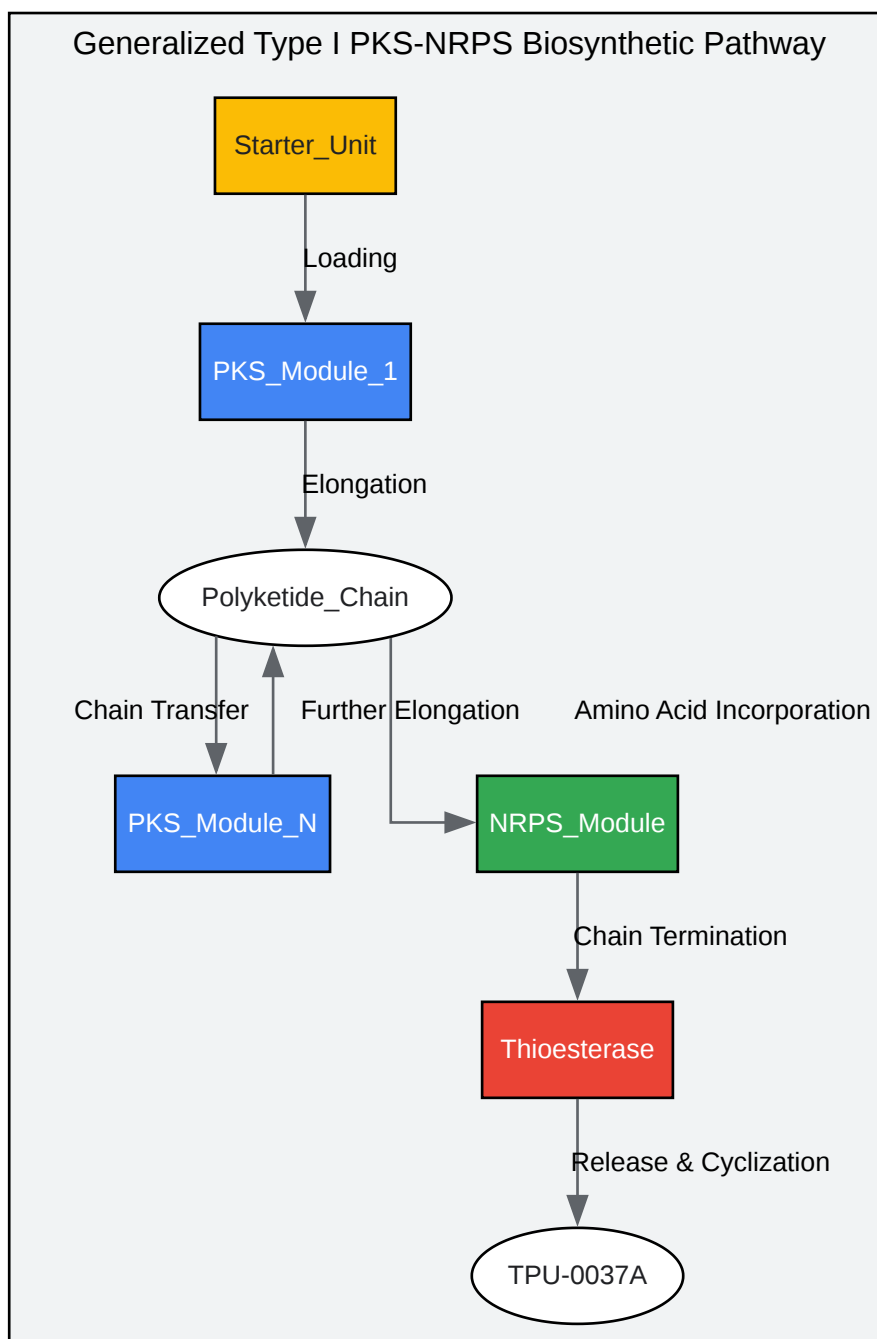 Generalized Type I PKS-NRPS Biosynthetic Pathway
Starter_Unit
Loading
PKS_Module_1
Elongation
Polyketide_Chain
Chain Transfer
Further Elongation
Amino Acid Incorporation
PKS_Module_N
NRPS_Module
Chain Termination
Thioesterase
Release & Cyclization
TPU-0037A